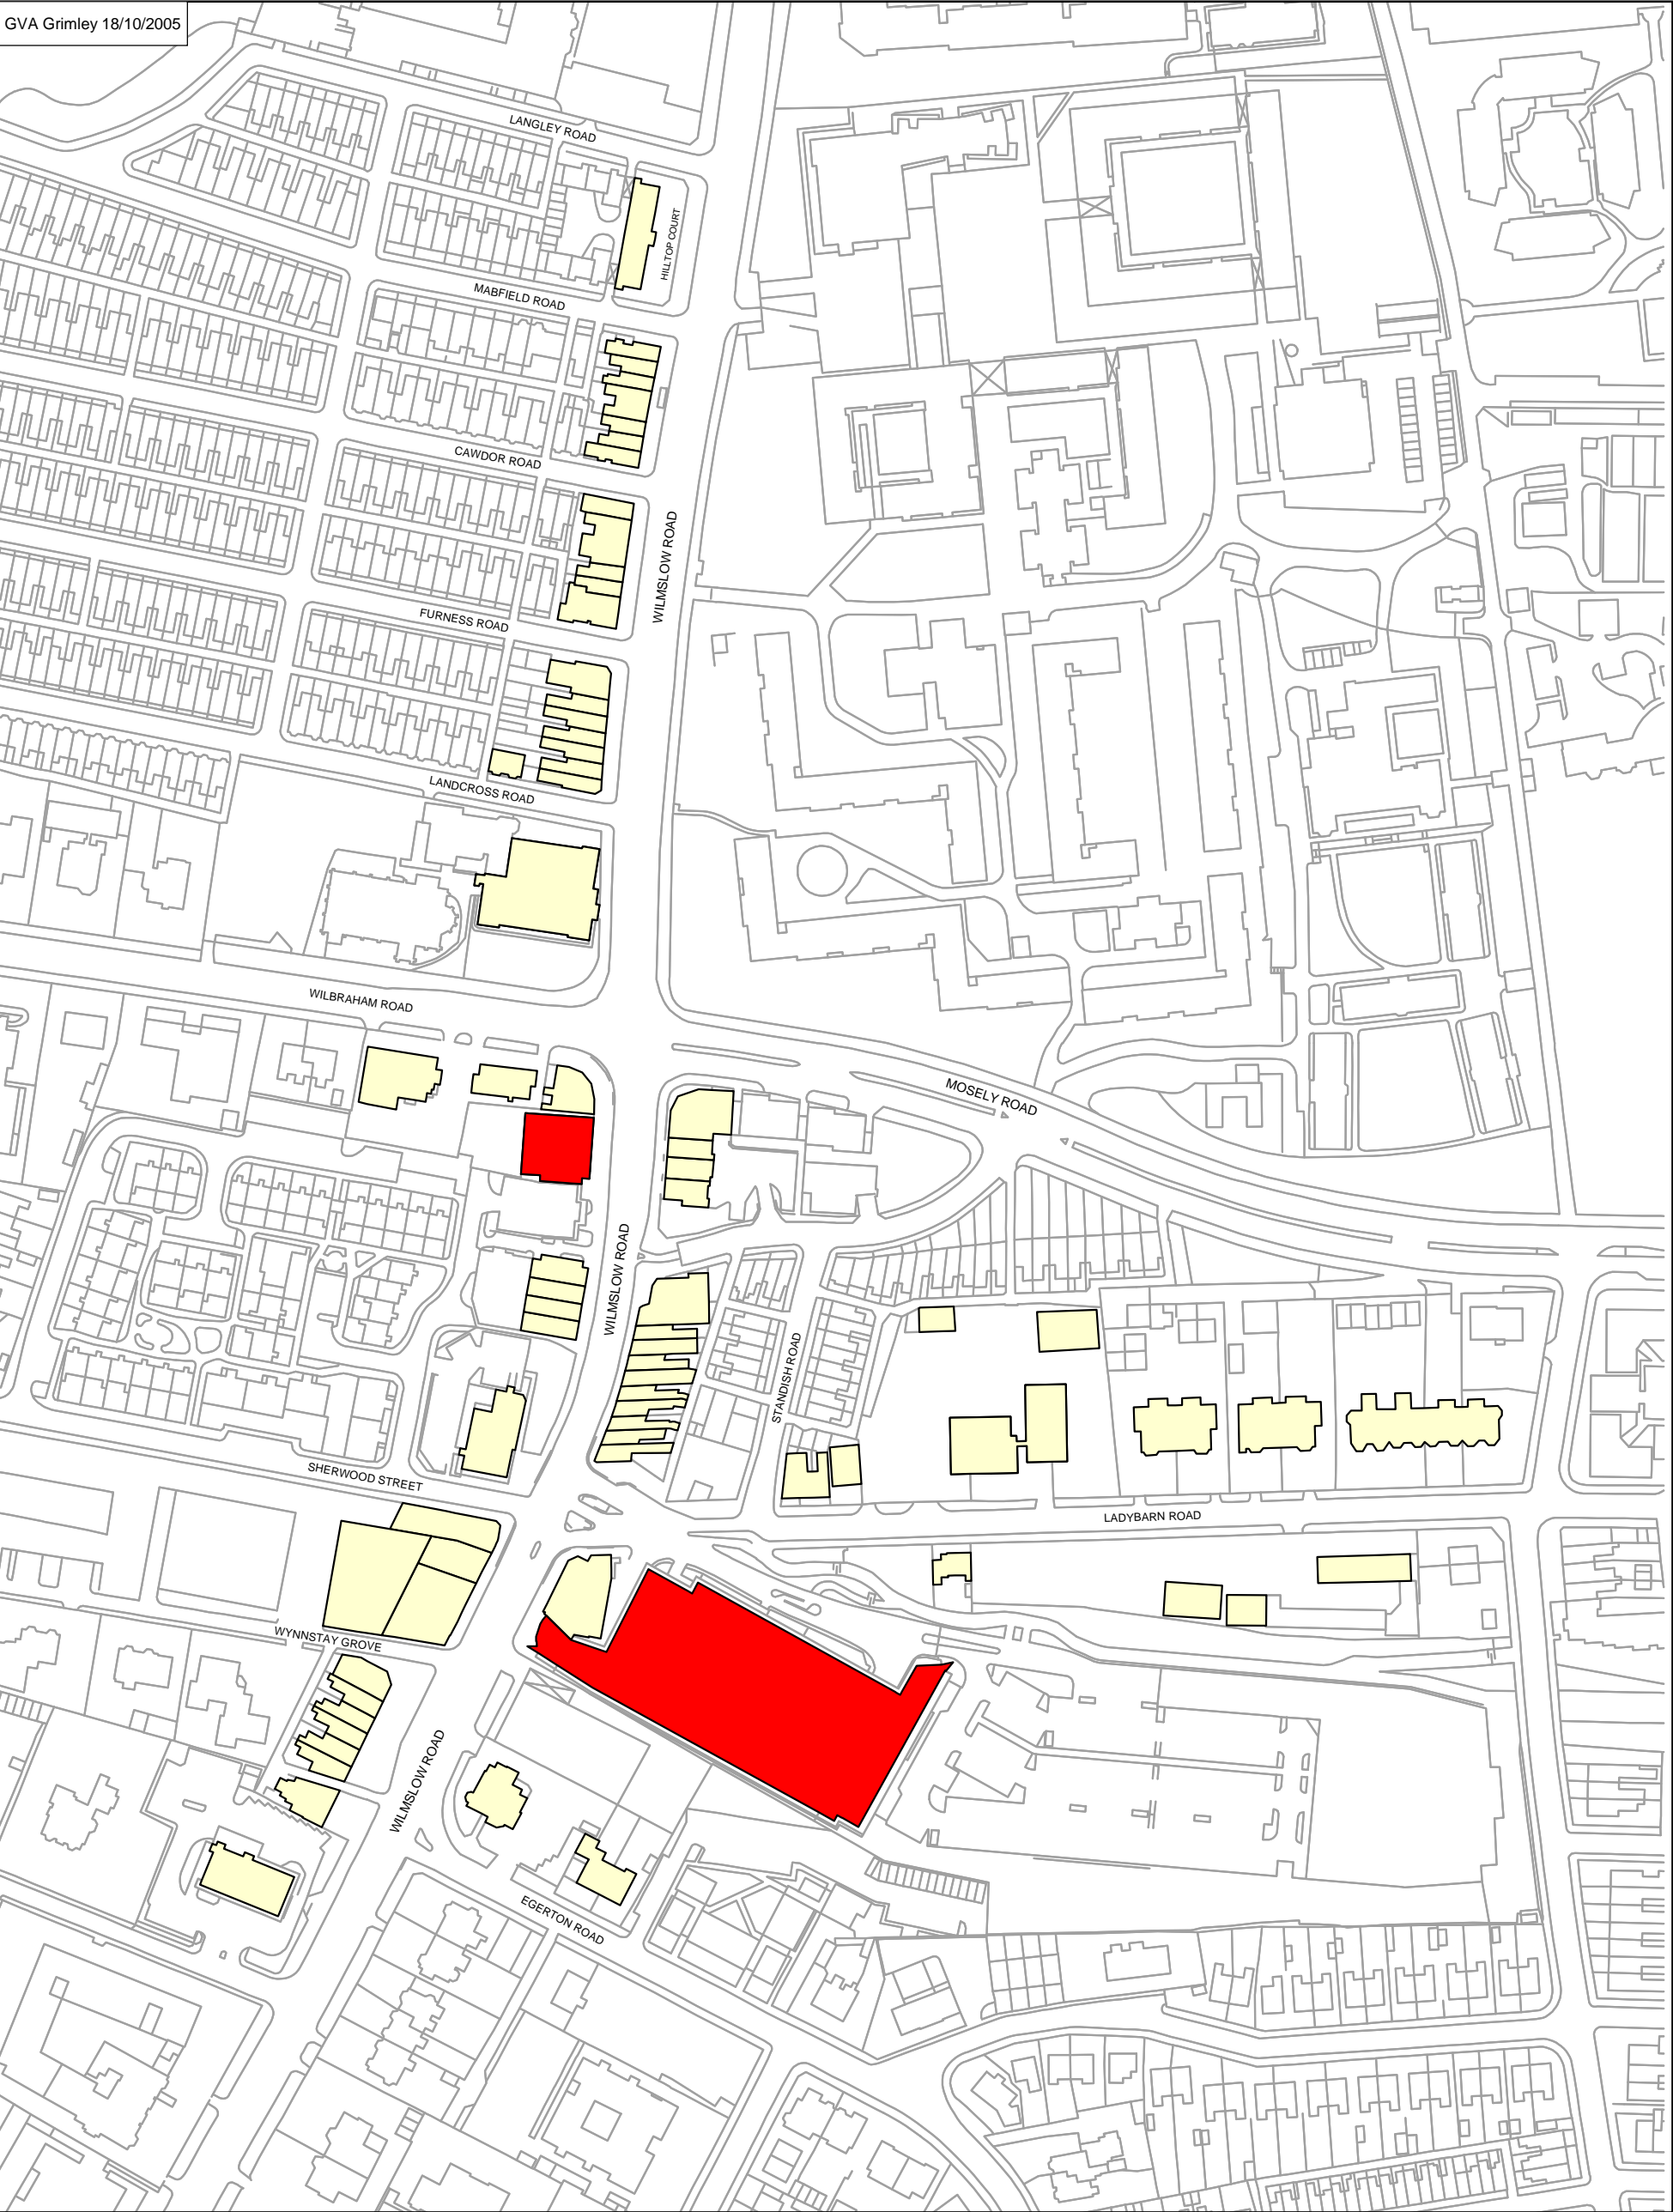 GVA Grimley 18/10/2005
LANGLEY ROAD
HILLTOP COURT
MABFIELD ROAD
CAWDOR ROAD
WILMSLOW ROAD
FURNESS ROAD
LANDCROSS ROAD
WILBRAHAM ROAD
MOSELY ROAD
WILMSLOW ROAD
STANDISH ROAD
SHERWOOD STREET
LADYBARN ROAD
WYNNSTAY GROVE
WILMSLOW ROAD
EGERTON ROAD